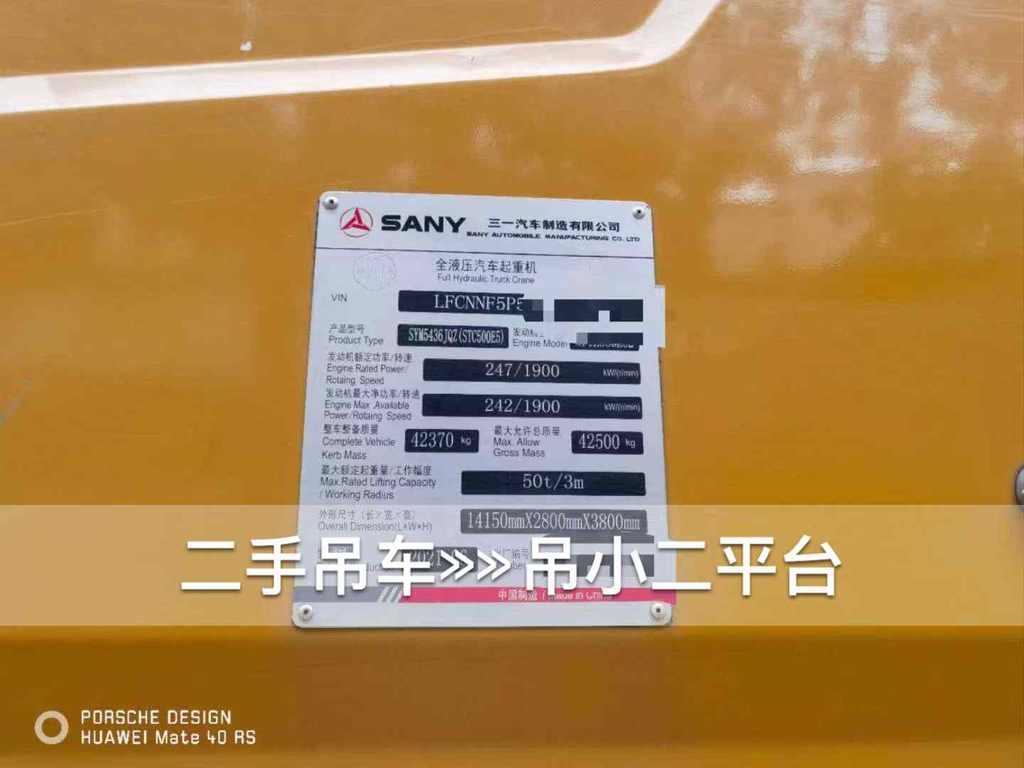 SANY 三一汽车制造有限公司
SANY AUTOMOBILE MANUFACTURING CO. LTD
全液压汽车起重机
Full Hydraulic Truck Crane
VIN LFCNNF5P
产品型号 SYM5436JQZ(STC500E5) 发动机
Product Type Engine Model
发动机额定功率/转速
Engine Rated Power/ 247/1900 kW/(r/min)
Rotaing Speed
发动机最大净功率/转速
Engine Max .Available 242/1900 kW/(r/min)
Power/Rotaing Speed
整车整备质量 最大允许总质量
Complete Vehicle 42370 kg Max. Allow 42500 kg
Kerb Mass Gross Mass
最大额定起重量/工作幅度
Max.Rated Lifting Capacity 50t/3m
/ Working Radius
外形尺寸(长×宽×高)
Overall Dimension(L×W×H) 14150mmX2800mmX3800mm
二手吊车»»吊小二平台
中国制造 / Made in China
PORSCHE DESIGN
HUAWEI Mate 40 RS